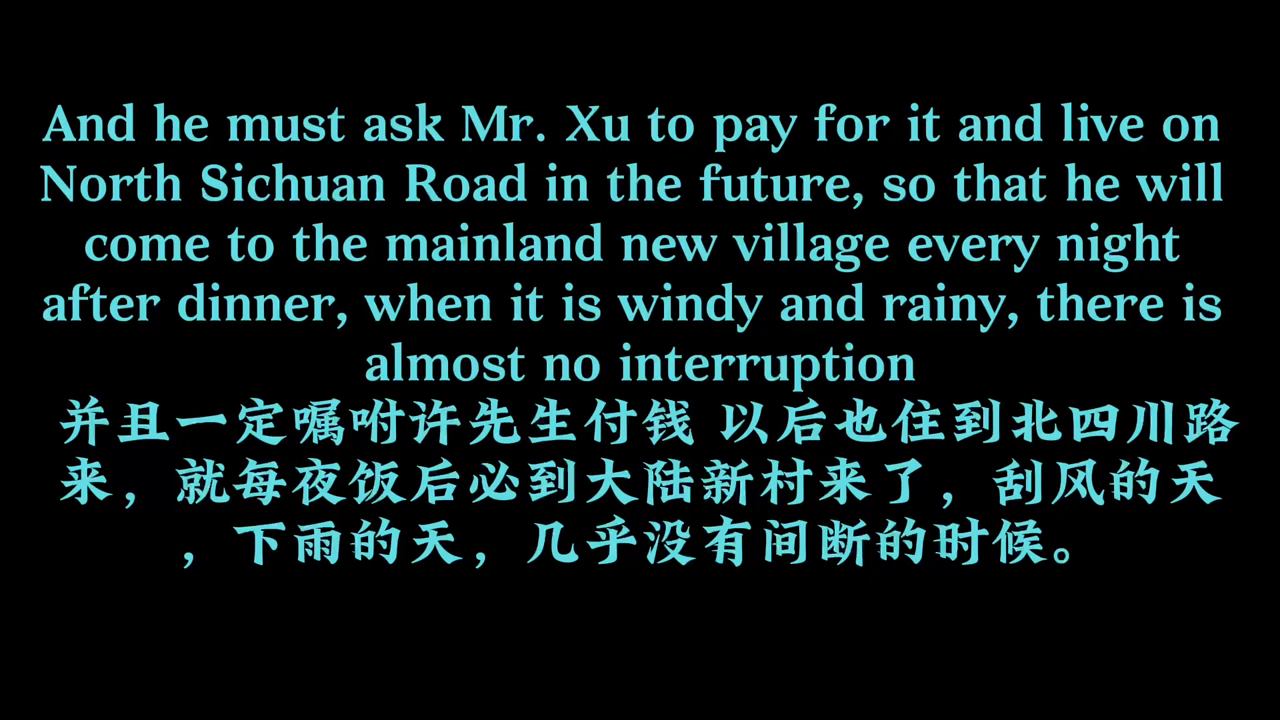 And he must ask Mr. Xu to pay for it and live on
North Sichuan Road in the future, so that he will
come to the mainland new village every night
after dinner, when it is windy and rainy, there is
almost no interruption
并且一定嘱咐许先生付钱 以后也住到北四川路
来，就每夜饭后必到大陆新村来了，刮风的天
，下雨的天，几乎没有间断的时候。